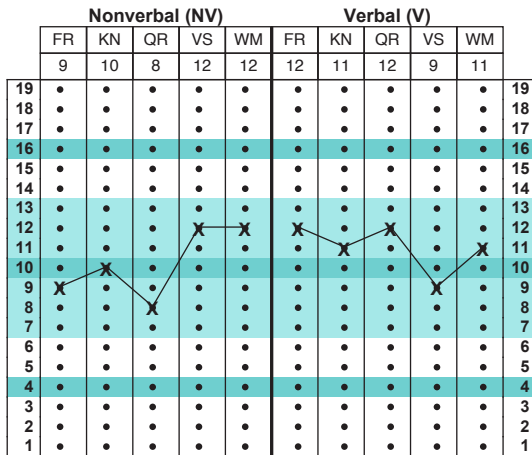 Nonverbal (NV) Verbal (V)
FR KN QR VS WM FR KN QR VS WM
9 10 8 12 12 12 11 12 9 11
19 19
18 18
17 17
16 16
15 15
14 14
13 13
12 X X X X 12
11 X X 11
10 X 10
9 X X 9
8 X 8
7 7
6 6
5 5
4 4
3 3
2 2
1 1